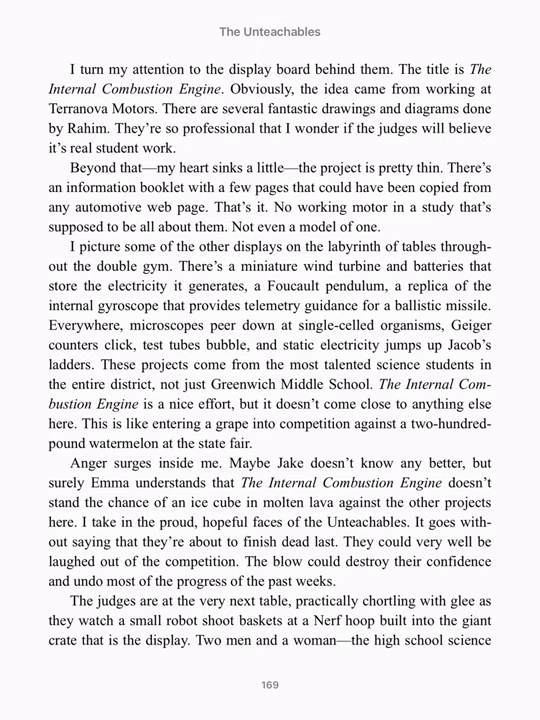 The Unteachables
I turn my attention to the display board behind them. The title is The
Internal Combustion Engine. Obviously, the idea came from working at
Terranova Motors. There are several fantastic drawings and diagrams done
by Rahim. They’re so professional that I wonder if the judges will believe
it’s real student work.
Beyond that—my heart sinks a little—the project is pretty thin. There’s
an information booklet with a few pages that could have been copied from
any automotive web page. That’s it. No working motor in a study that’s
supposed to be all about them. Not even a model of one.
I picture some of the other displays on the labyrinth of tables through-
out the double gym. There’s a miniature wind turbine and batteries that
store the electricity it generates, a Foucault pendulum, a replica of the
internal gyroscope that provides telemetry guidance for a ballistic missile.
Everywhere, microscopes peer down at single-celled organisms, Geiger
counters click, test tubes bubble, and static electricity jumps up Jacob’s
ladders. These projects come from the most talented science students in
the entire district, not just Greenwich Middle School. The Internal Com-
bustion Engine is a nice effort, but it doesn’t come close to anything else
here. This is like entering a grape into competition against a two-hundred-
pound watermelon at the state fair.
Anger surges inside me. Maybe Jake doesn’t know any better, but
surely Emma understands that The Internal Combustion Engine doesn’t
stand the chance of an ice cube in molten lava against the other projects
here. I take in the proud, hopeful faces of the Unteachables. It goes with-
out saying that they’re about to finish dead last. They could very well be
laughed out of the competition. The blow could destroy their confidence
and undo most of the progress of the past weeks.
The judges are at the very next table, practically chortling with glee as
they watch a small robot shoot baskets at a Nerf hoop built into the giant
crate that is the display. Two men and a woman—the high school science
169